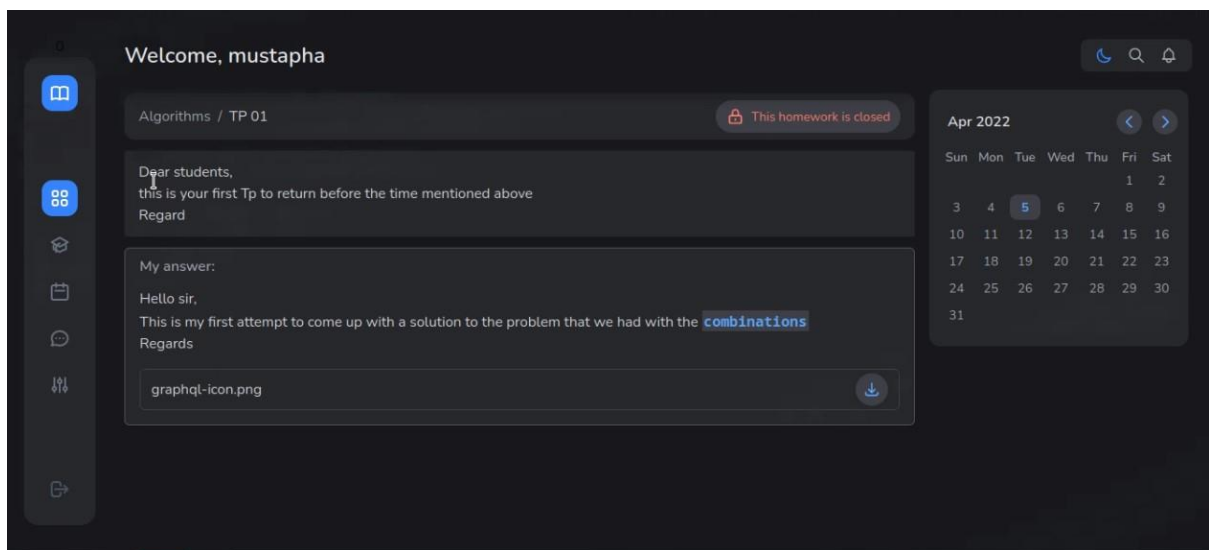 Welcome, mustapha
Algorithms / TP 01
This homework is closed
Dear students,
this is your first Tp to return before the time mentioned above
Regard
My answer:
Hello sir,
This is my first attempt to come up with a solution to the problem that we had with the combinations
Regards
graphql-icon.png
Apr 2022
Sun Mon Tue Wed Thu Fri Sat
1 2
3 4 5 6 7 8 9
10 11 12 13 14 15 16
17 18 19 20 21 22 23
24 25 26 27 28 29 30
31